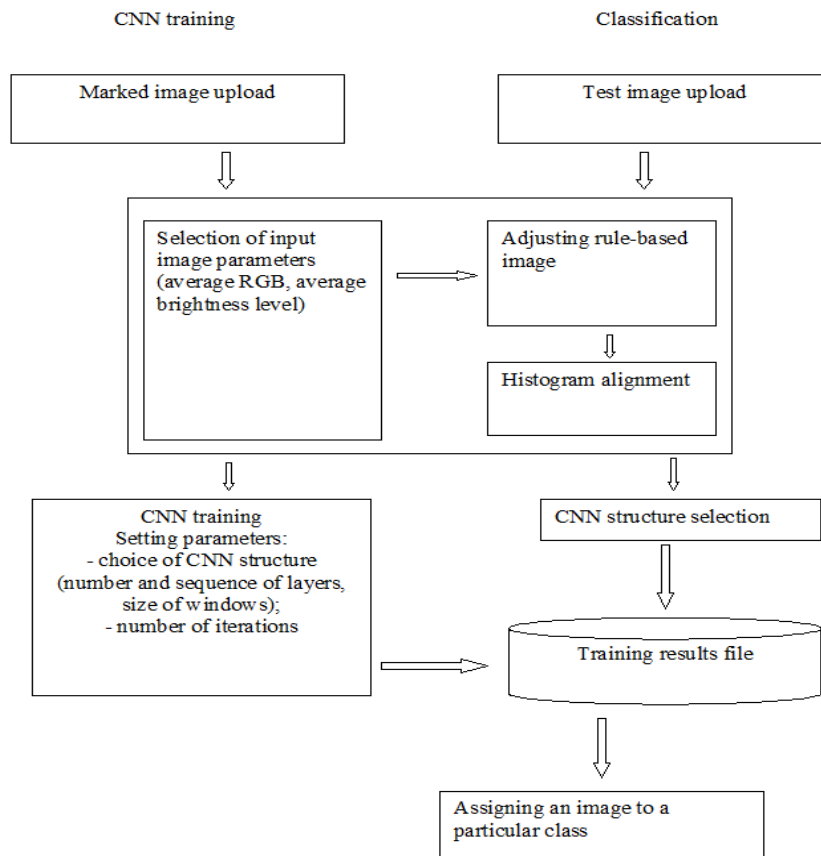 CNN training
Classification
Marked image upload
Test image upload
Selection of input
image parameters
(average RGB, average
brightness level)
Adjusting rule-based
image
Histogram alignment
CNN training
Setting parameters:
- choice of CNN structure
(number and sequence of layers,
size of windows);
- number of iterations
CNN structure selection
Training results file
Assigning an image to a
particular class